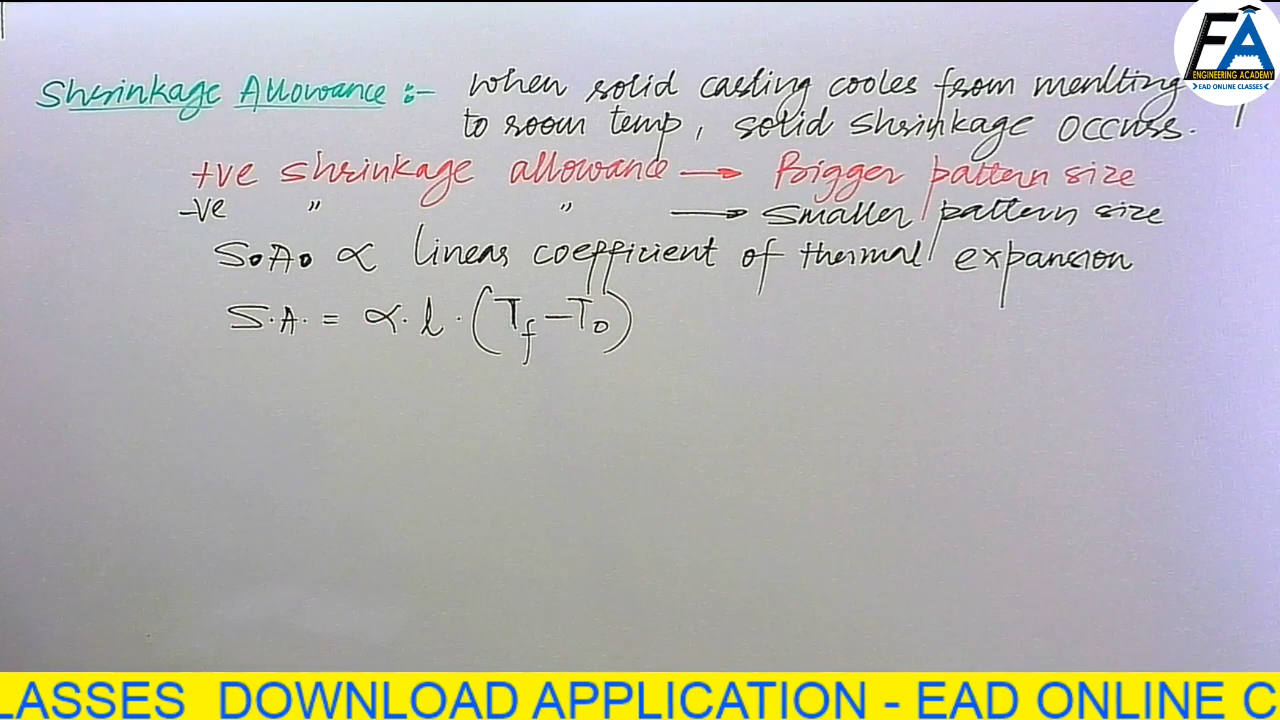 EA
ENGINEERING ACADEMY
EAD ONLINE CLASSES
Shrinkage Allowance :- When solid casting cooles from menlting
to room temp, solid shrinkage occurs.
+ve shrinkage allowance → Bigger pattern size
-ve " " → smaller pattern size
S.A. ∝ linear coefficient of thermal expansion
S.A. = α. l . (Tf - To)
LASSES DOWNLOAD APPLICATION - EAD ONLINE C